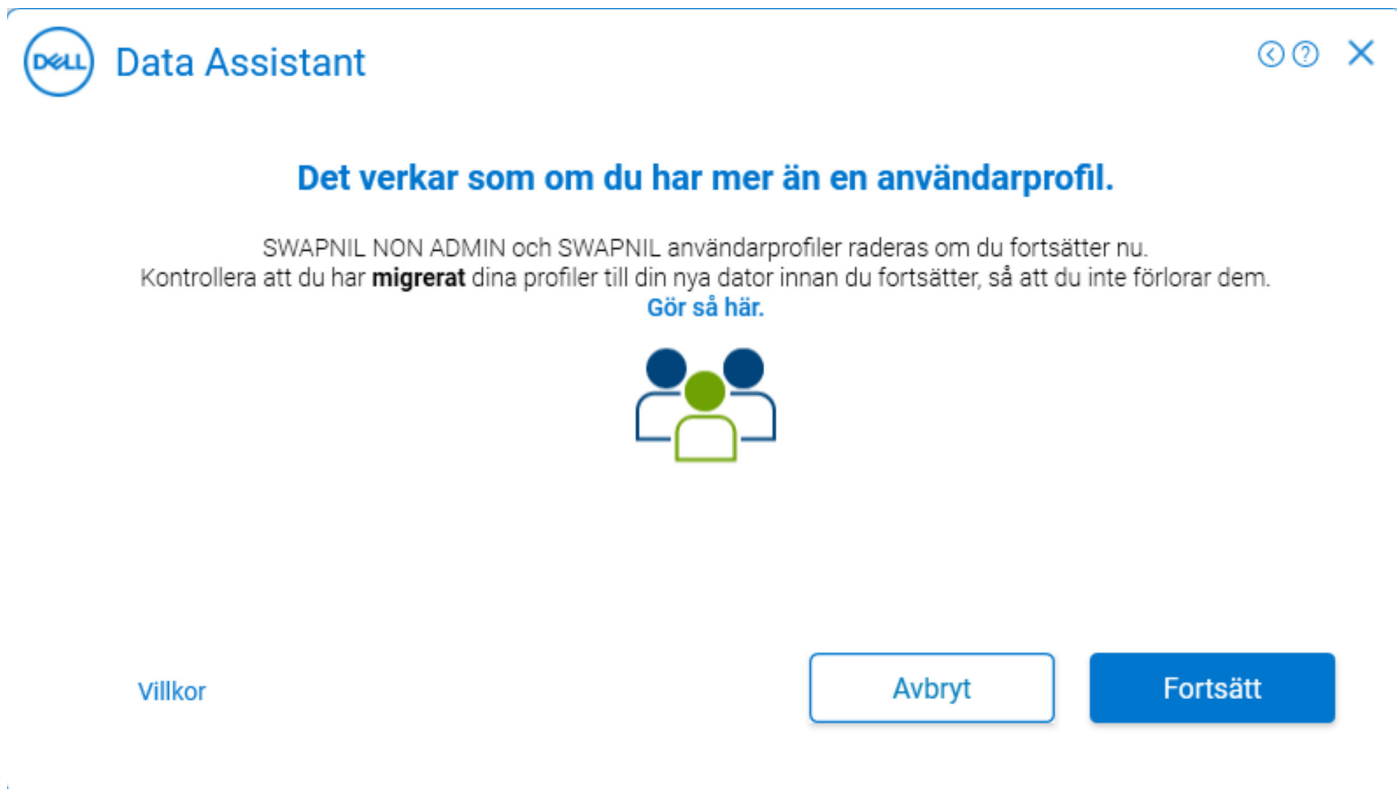 DELL
Data Assistant
Det verkar som om du har mer än en användarprofil.
SWAPNIL NON ADMIN och SWAPNIL användarprofiler raderas om du fortsätter nu.
Kontrollera att du har migrerat dina profiler till din nya dator innan du fortsätter, så att du inte förlorar dem.
Gör så här.
Villkor
Avbryt
Fortsätt